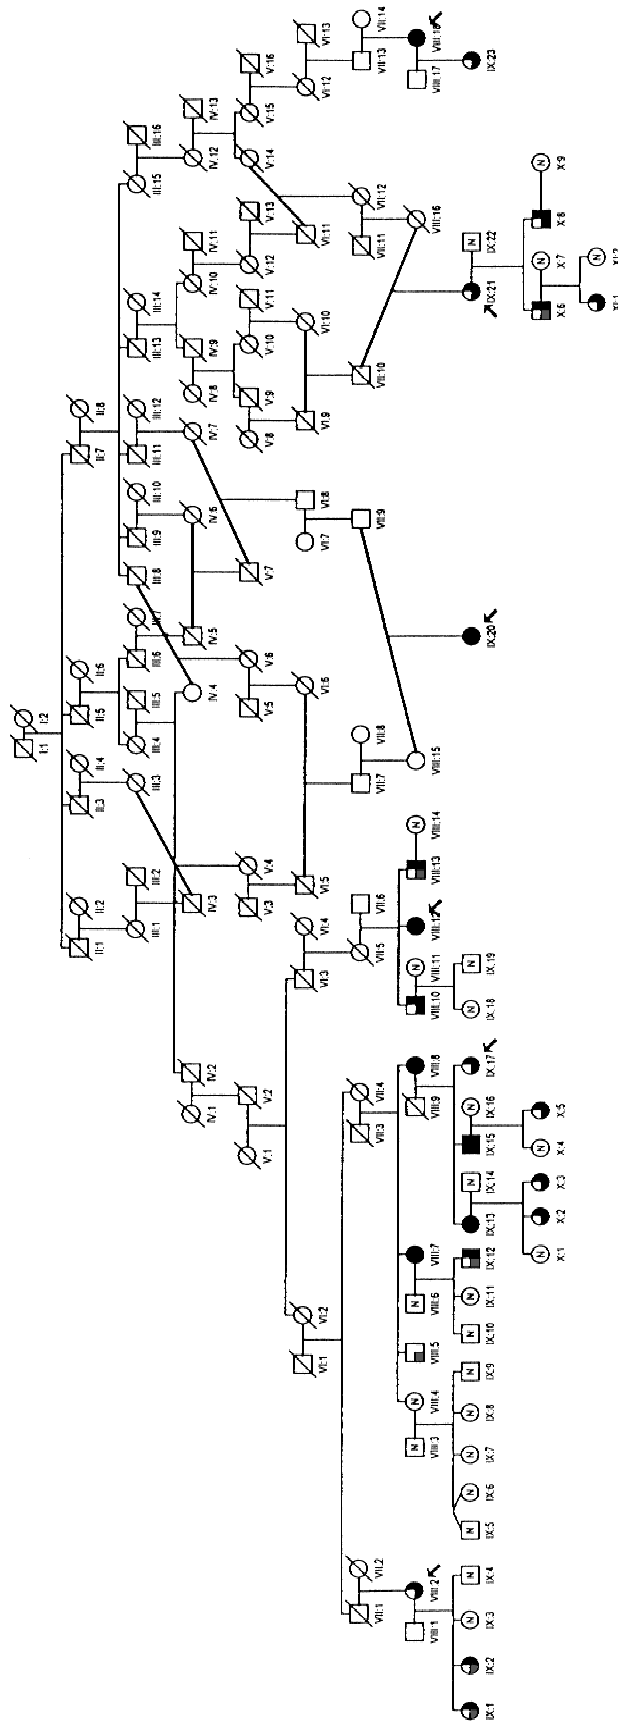 I:1 I:2
II:1 II:2 II:3 II:4 II:5 II:6 II:7 II:8
III:1 III:2 III:3 III:4 III:5 III:6 III:7 III:8 III:9 III:10 III:11 III:12 III:13 III:14 III:15 III:16
IV:1 IV:2 IV:3 IV:4 IV:5 IV:6 IV:7 IV:8 IV:9 IV:10 IV:11 IV:12 IV:13
V:1 V:2 V:3 V:4 V:5 V:6 V:7 V:8 V:9 V:10 V:11 V:12 V:13 V:14 V:15 V:16
VI:1 VI:2 VI:3 VI:4 VI:5 VI:6 VI:7 VI:8 VI:9 VI:10 VI:11 VI:12 VI:13
VII:1 VII:2 VII:3 VII:4 VII:5 VII:6 VII:7 VII:8 VII:9 VII:10 VII:11 VII:12 VII:13 VII:14
N N N N N
VIII:1 VIII:2 VIII:3 VIII:4 VIII:5 VIII:6 VIII:7 VIII:9 VIII:8 VIII:10 VIII:11 VIII:12 VIII:13 VIII:14 VIII:15 VIII:16 VIII:17 VIII:18
N N N N N N N N N N N N N N
IX:1 IX:2 IX:3 IX:4 IX:5 IX:6 IX:7 IX:8 IX:9 IX:10 IX:11 IX:12 IX:13 IX:14 IX:15 IX:16 IX:17 IX:18 IX:19 IX:20 IX:21 IX:22 IX:23
N N N N
X:1 X:2 X:3 X:4 X:5 X:6 X:7 X:8 X:9
N
XI:1 XI:2